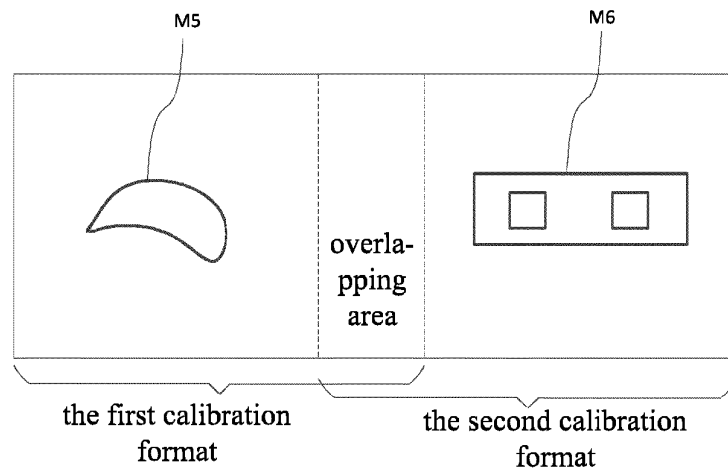 M5
M6
overla-
pping
area
the first calibration
format
the second calibration
format